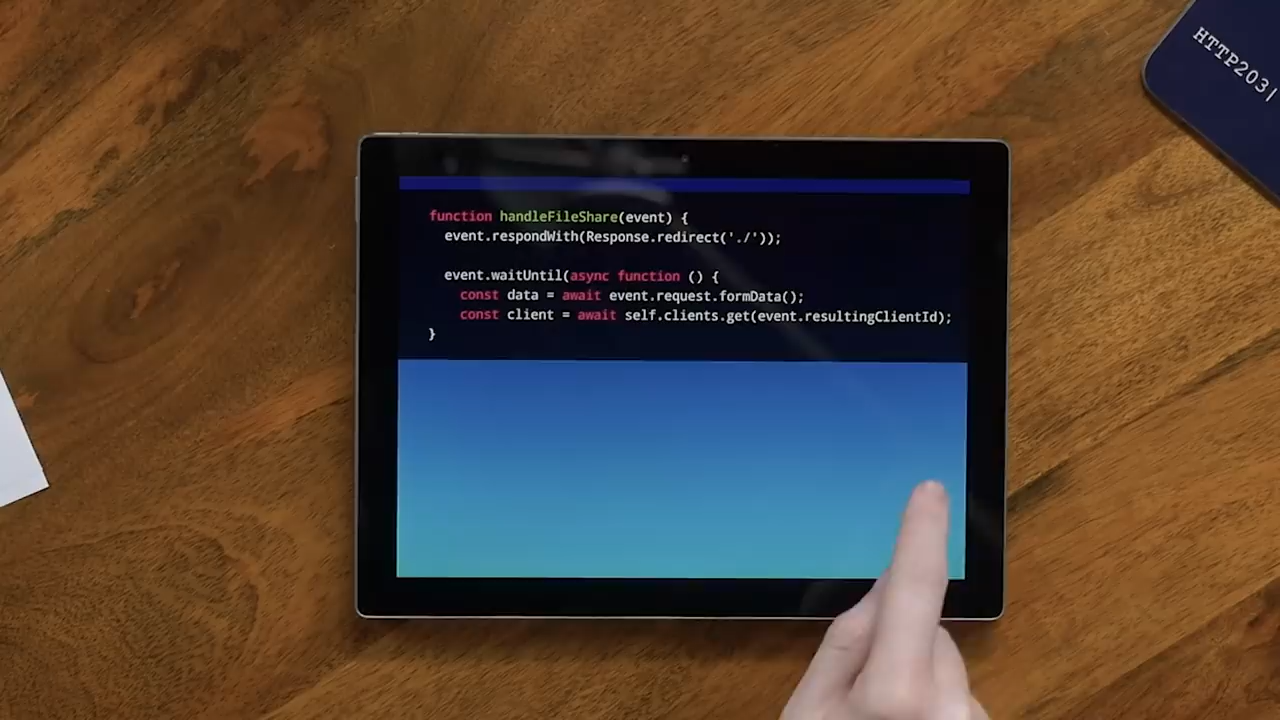 HTTP203|
function handleFileShare(event) {
event.respondWith(Response.redirect('./'));
event.waitUntil(async function () {
const data = await event.request.formData();
const client = await self.clients.get(event.resultingClientId);
}